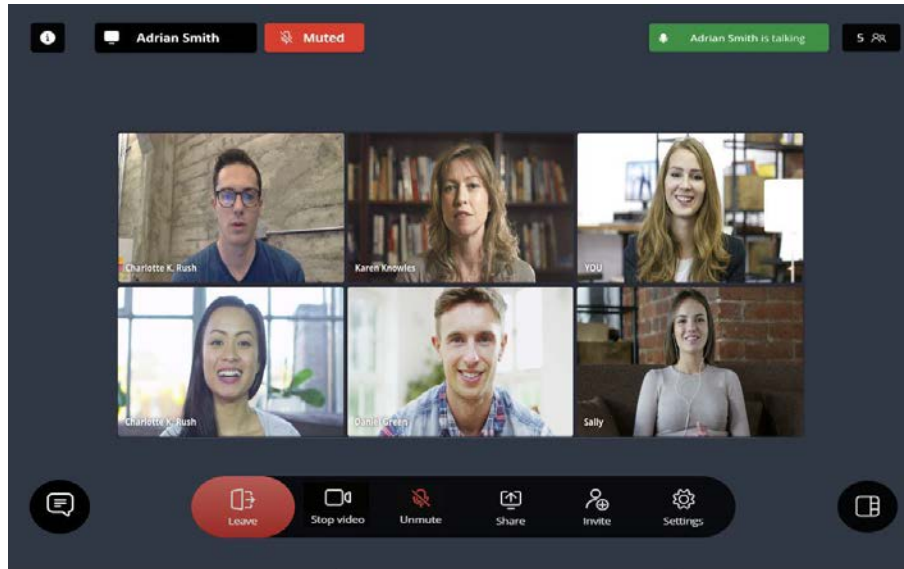 Adrian Smith
Muted
Adrian Smith is talking
5
Charlotte K. Rush
Karen Knowles
YOU
Charlotte K. Rush
Daniel Green
Sally
Leave
Stop video
Unmute
Share
Invite
Settings